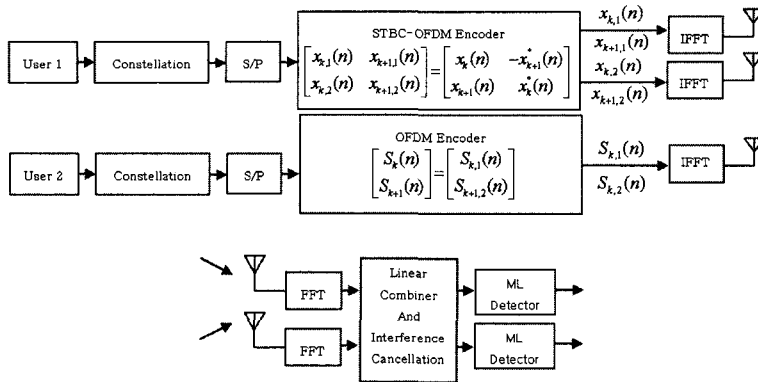 User 1
Constellation
S/P
STBC-OFDM Encoder
[x_{k,1}(n) x_{k+1,1}(n)] = [x_k(n) -x*_{k+1}(n)]
[x_{k,2}(n) x_{k+1,2}(n)] [x_{k+1}(n) x*_k(n)]
x_{k,1}(n)
x_{k+1,1}(n)
x_{k,2}(n)
x_{k+1,2}(n)
IFFT
IFFT
User 2
Constellation
S/P
OFDM Encoder
[S_k(n)] = [S_{k,1}(n)]
[S_{k+1}(n)] [S_{k+1,2}(n)]
S_{k,1}(n)
S_{k,2}(n)
IFFT
FFT
FFT
Linear
Combiner
And
Interference
Cancellation
ML
Detector
ML
Detector